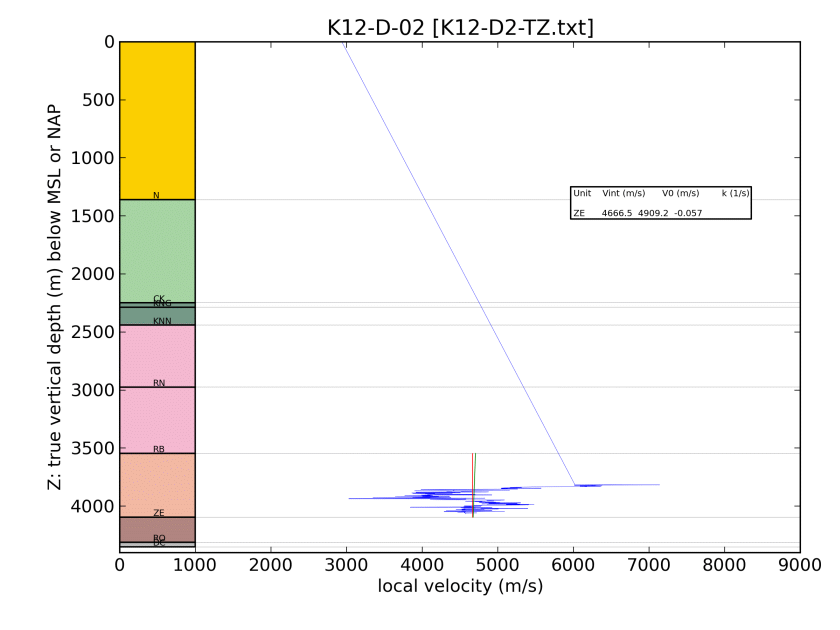 K12-D-02 [K12-D2-TZ.txt]
Z: true vertical depth (m) below MSL or NAP
0
500
1000
1500
2000
2500
3000
3500
4000
N
CK
KNG
KNN
RN
RB
ZE
RO
DC
Unit Vint (m/s) V0 (m/s) k (1/s)
ZE 4666.5 4909.2 -0.057
0 1000 2000 3000 4000 5000 6000 7000 8000 9000
local velocity (m/s)